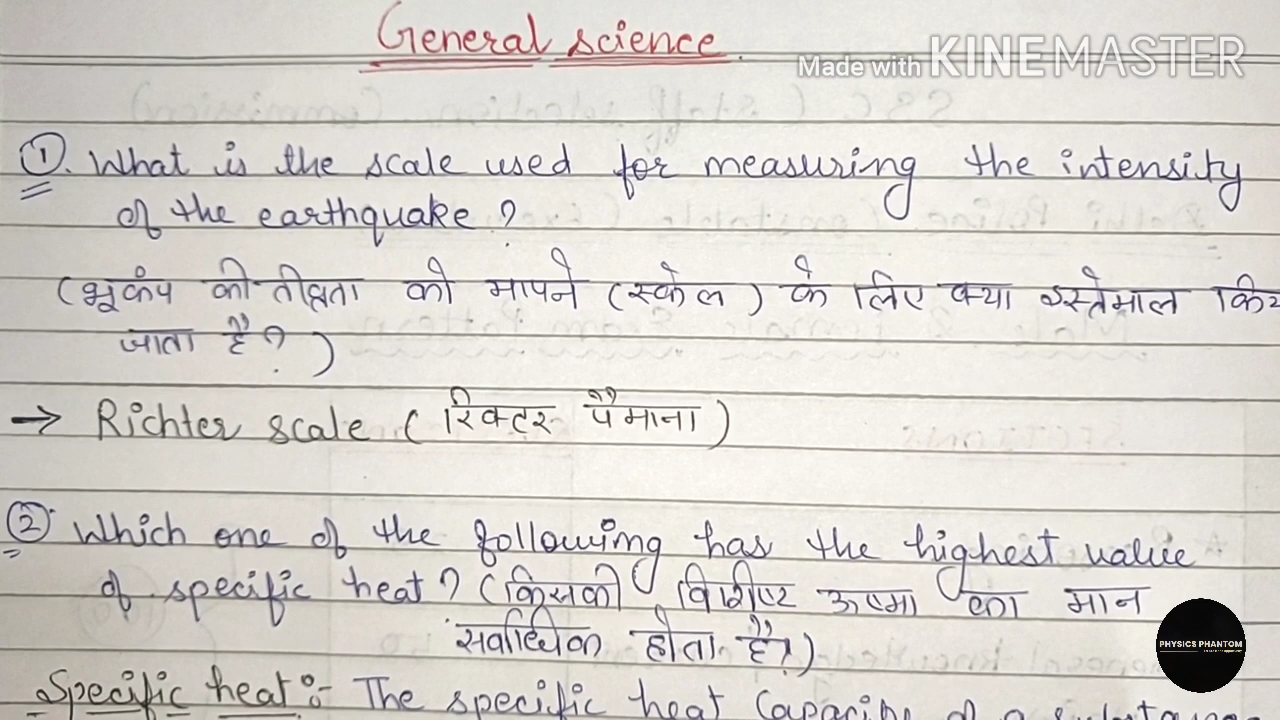 General science
Made with KINEMASTER
① What is the scale used for measuring the intensity
of the earthquake?
(भूकंप की तीव्रता को मापने (स्केल) के लिए क्या इस्तेमाल किय
जाता है?)
→ Richter scale (रिक्टर पैमाना)
② Which one of the following has the highest value
of specific heat? (किसकी विशिष्ट ऊष्मा का मान
सर्वाधिक होता है?)
PHYSICS PHANTOM
Specific heat :- The specific heat capacity of a substance